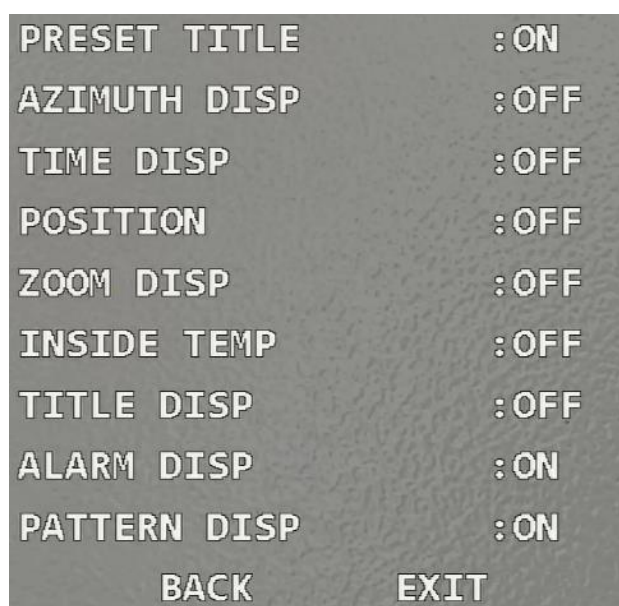 PRESET TITLE :ON
AZIMUTH DISP :OFF
TIME DISP :OFF
POSITION :OFF
ZOOM DISP :OFF
INSIDE TEMP :OFF
TITLE DISP :OFF
ALARM DISP :ON
PATTERN DISP :ON
BACK EXIT